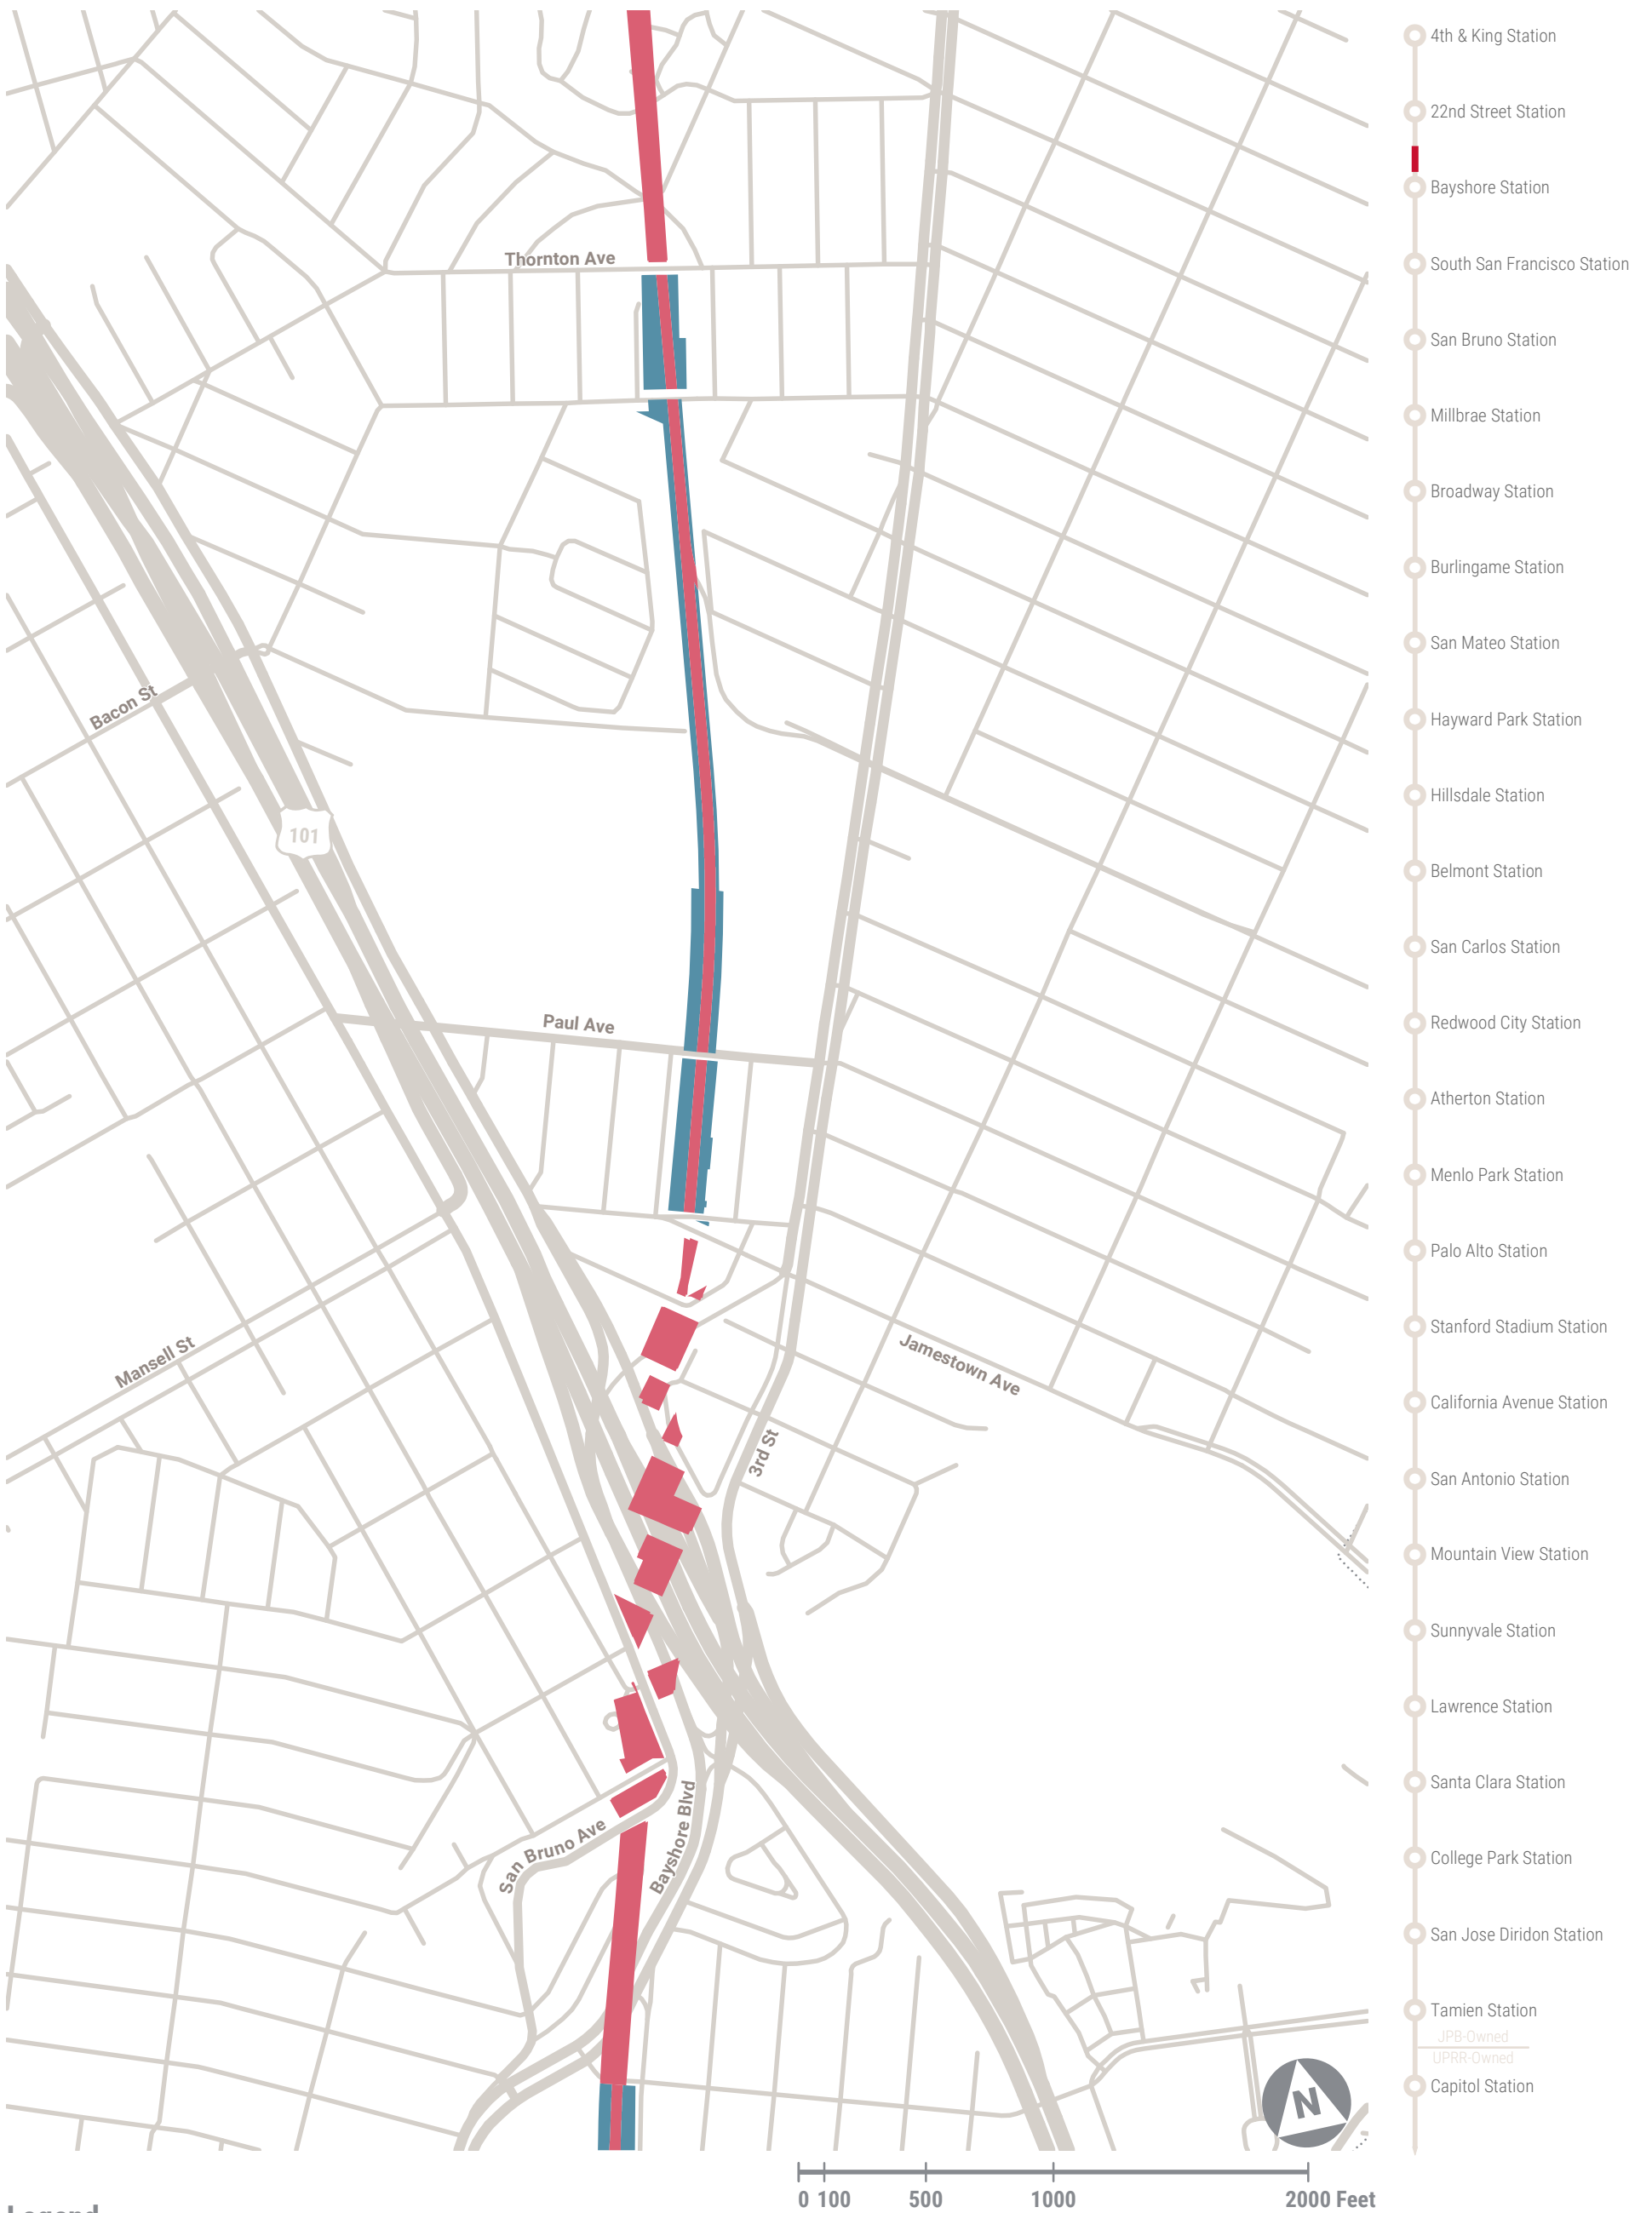 Thornton Ave
Bacon St
101
Paul Ave
Mansell St
Jamestown Ave
3rd St
San Bruno Ave
Bayshore Blvd
N
0 100 500 1000 2000 Feet
4th & King Station
22nd Street Station
Bayshore Station
South San Francisco Station
San Bruno Station
Millbrae Station
Broadway Station
Burlingame Station
San Mateo Station
Hayward Park Station
Hillsdale Station
Belmont Station
San Carlos Station
Redwood City Station
Atherton Station
Menlo Park Station
Palo Alto Station
Stanford Stadium Station
California Avenue Station
San Antonio Station
Mountain View Station
Sunnyvale Station
Lawrence Station
Santa Clara Station
College Park Station
San Jose Diridon Station
Tamien Station
JPB-Owned
UPRR-Owned
Capitol Station